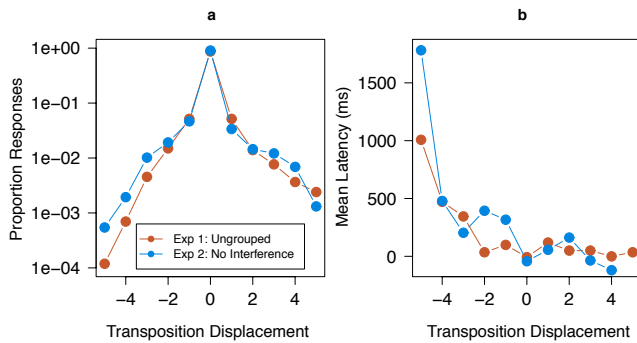 a
b
Proportion Responses
1e+00
1e−01
1e−02
1e−03
1e−04
Exp 1: Ungrouped
Exp 2: No Interference
−4 −2 0 2 4
Transposition Displacement
Mean Latency (ms)
1500
1000
500
0
−4 −2 0 2 4
Transposition Displacement